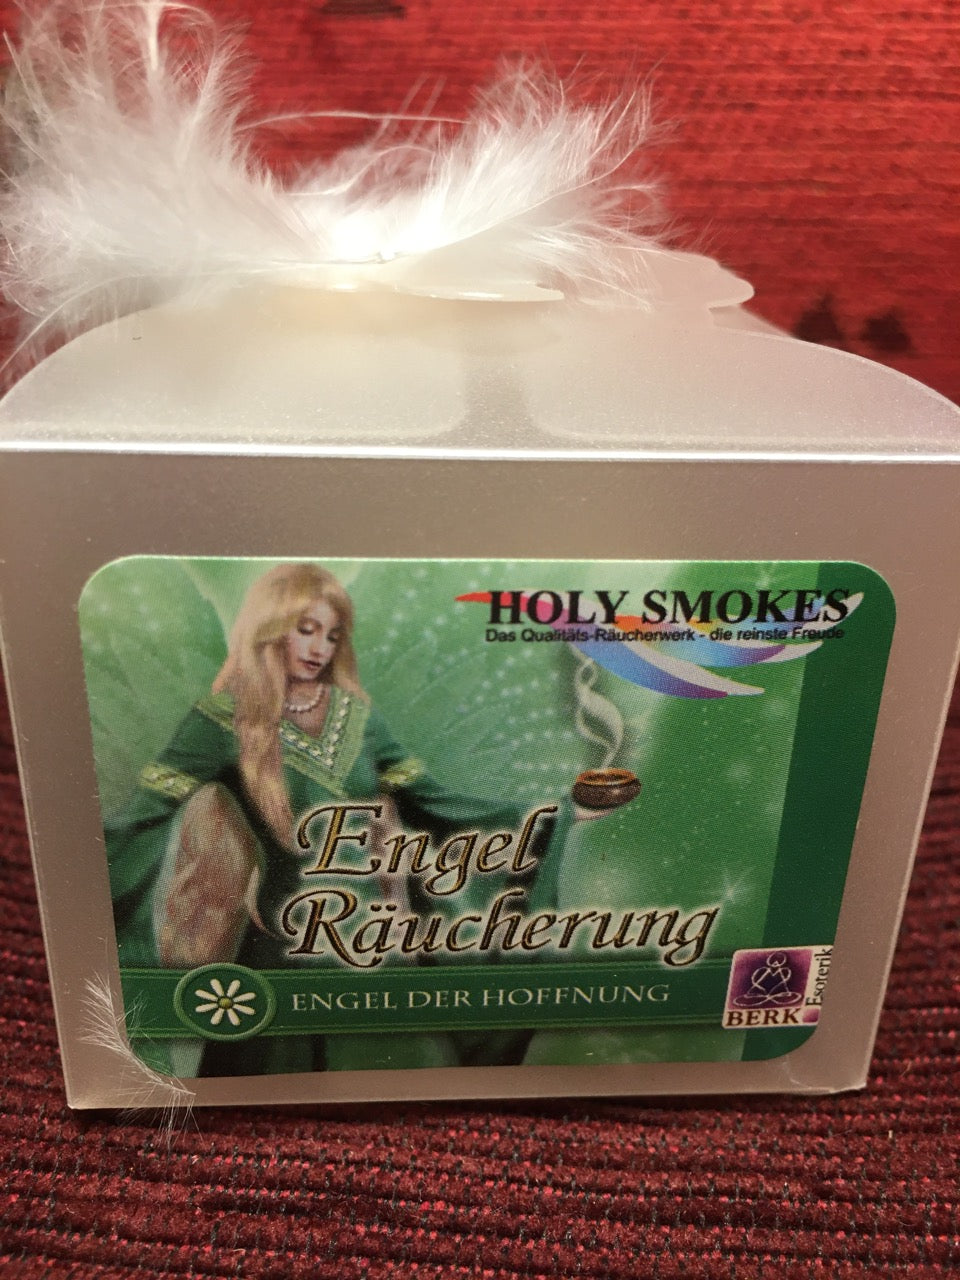 HOLY SMOKES
Das Qualitäts-Räucherwerk - die reinste Freude
Engel
Räucherung
ENGEL DER HOFFNUNG
BERK
Esoterik